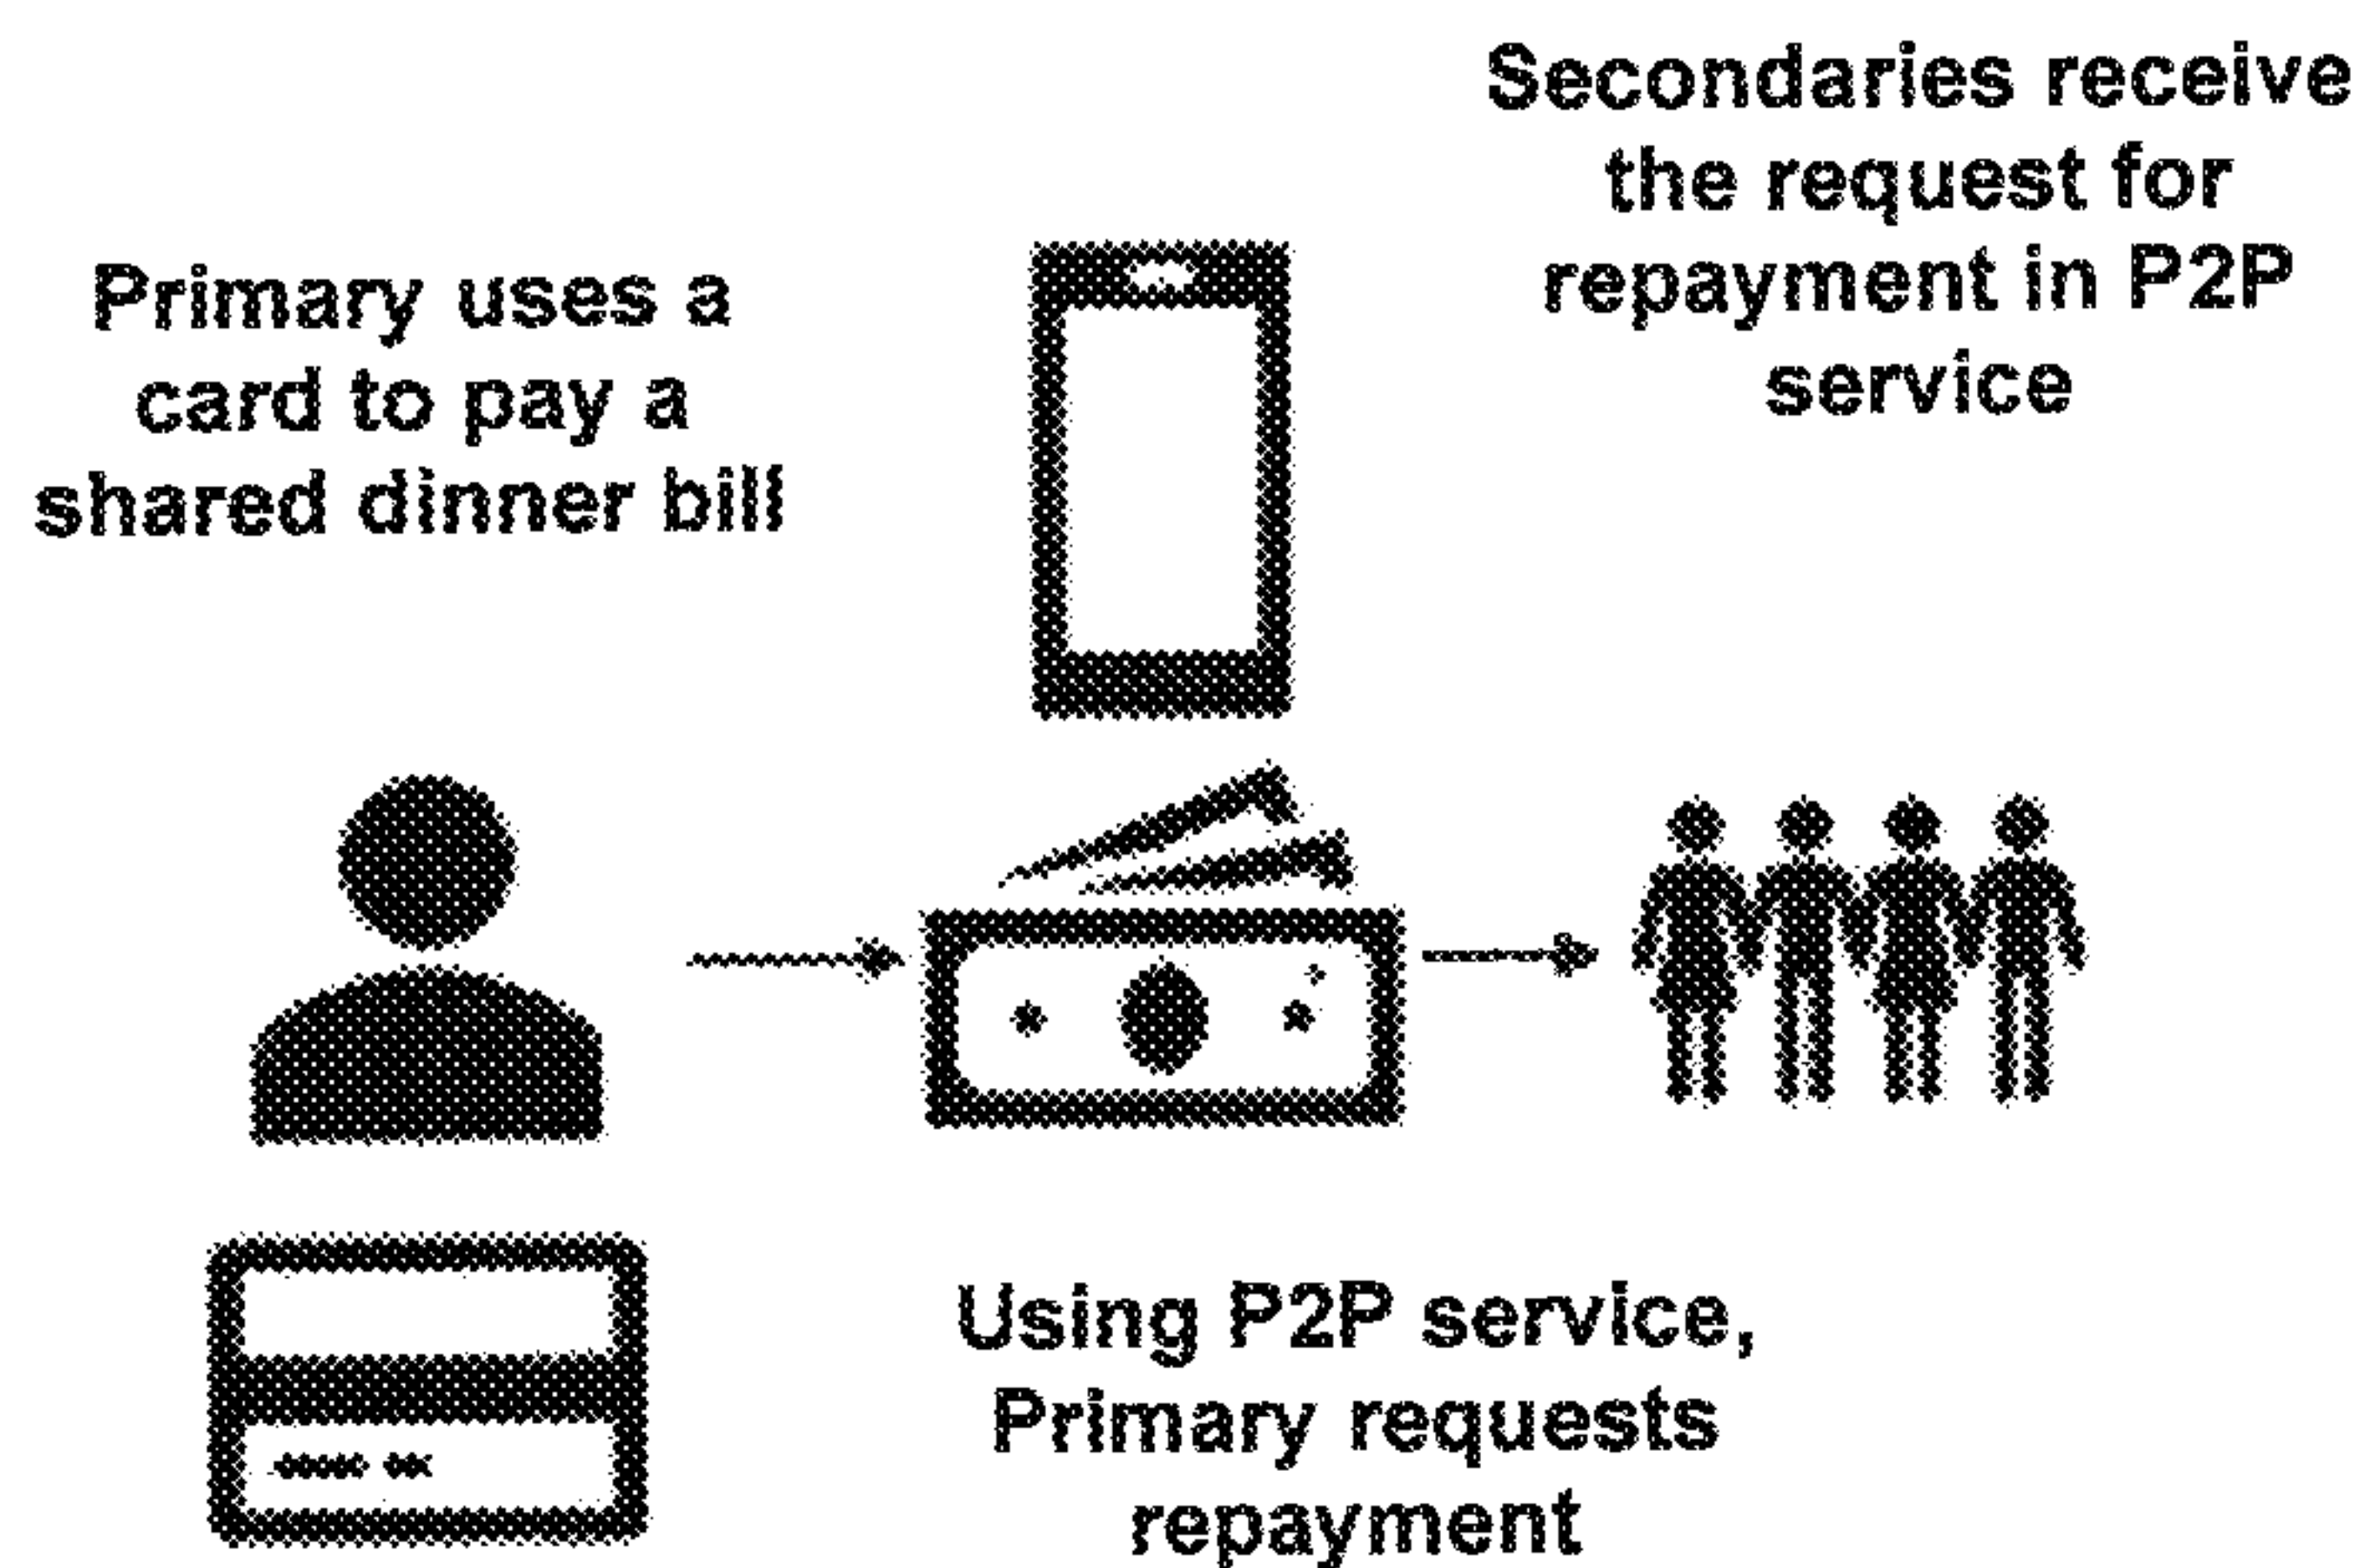 Primary uses a
card to pay a
shared dinner bill
Secondaries receive
the request for
repayment in P2P
service
Using P2P service,
Primary requests
repayment